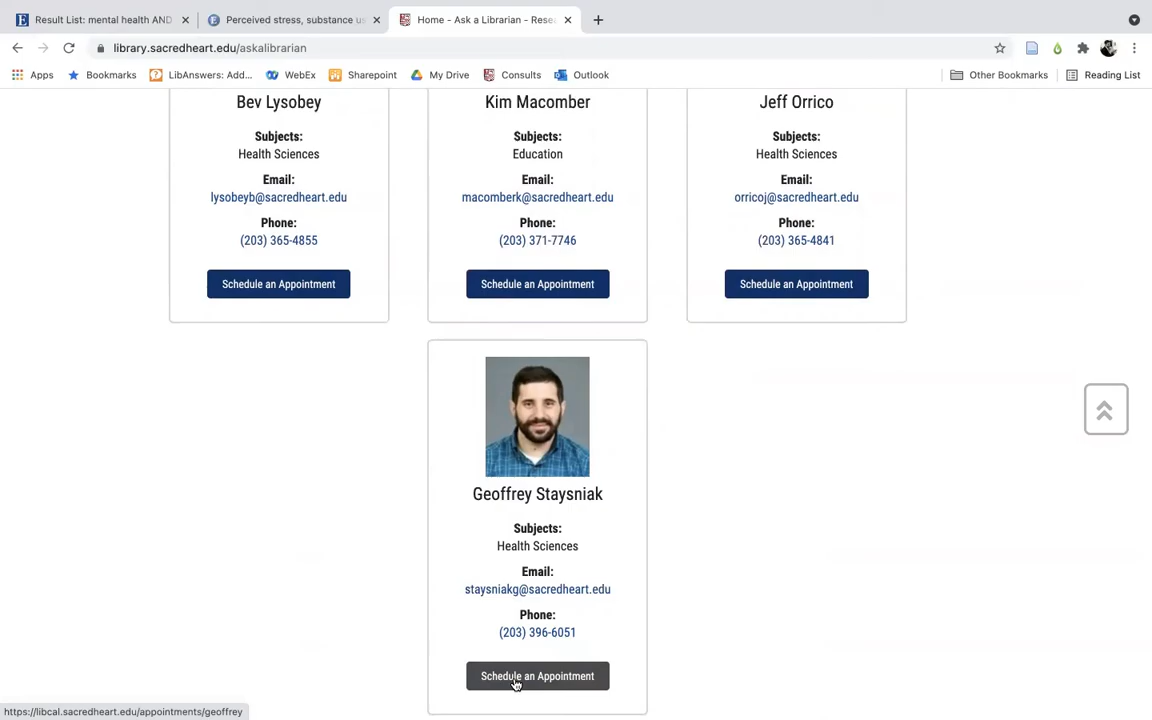 Result List: mental health AND
Perceived stress, substance us
Home - Ask a Librarian - Rese
library.sacredheart.edu/askalibrarian
Apps
Bookmarks
LibAnswers: Add...
WebEx
Sharepoint
My Drive
Consults
Outlook
Other Bookmarks
Reading List
Bev Lysobey
Subjects:
Health Sciences
Email:
lysobeyb@sacredheart.edu
Phone:
(203) 365-4855
Schedule an Appointment
Kim Macomber
Subjects:
Education
Email:
macomberk@sacredheart.edu
Phone:
(203) 371-7746
Schedule an Appointment
Jeff Orrico
Subjects:
Health Sciences
Email:
orricoj@sacredheart.edu
Phone:
(203) 365-4841
Schedule an Appointment
Geoffrey Staysniak
Subjects:
Health Sciences
Email:
staysniakg@sacredheart.edu
Phone:
(203) 396-6051
Schedule an Appointment
https://libcal.sacredheart.edu/appointments/geoffrey